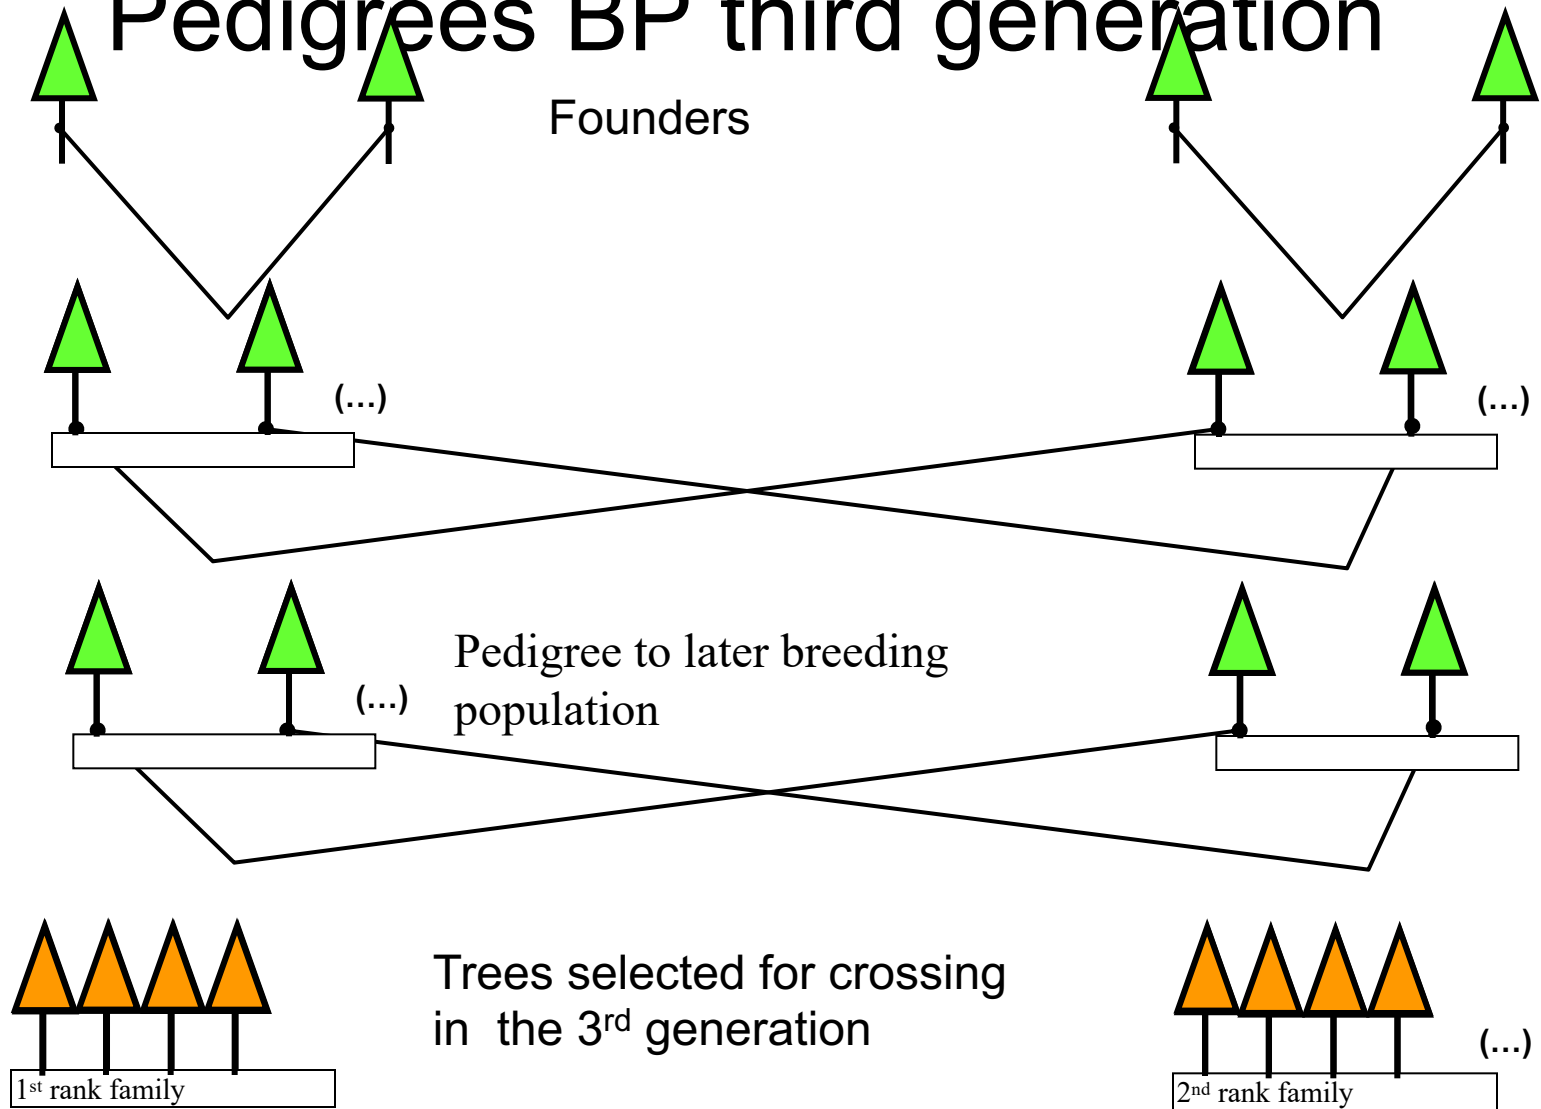 Pedigrees BP third generation
Founders
(...)
(...)
Pedigree to later breeding
population
(...)
Trees selected for crossing
in the 3rd generation
(...)
1st rank family
2nd rank family